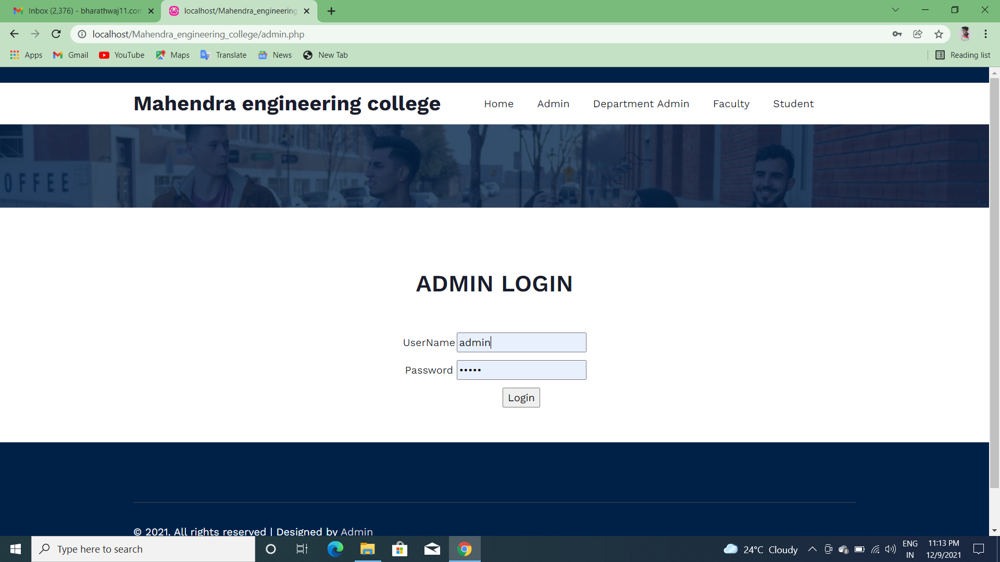 Inbox (2,376) - bharathwaj11.com
localhost/Mahendra_engineering
localhost/Mahendra_engineering_college/admin.php
Apps Gmail YouTube Maps Translate News New Tab Reading list
Mahendra engineering college Home Admin Department Admin Faculty Student
OFFEE
ADMIN LOGIN
UserName admin
Password •••••
Login
© 2021. All rights reserved | Designed by Admin
Type here to search
24°C Cloudy
ENG
IN
11:13 PM
12/9/2021